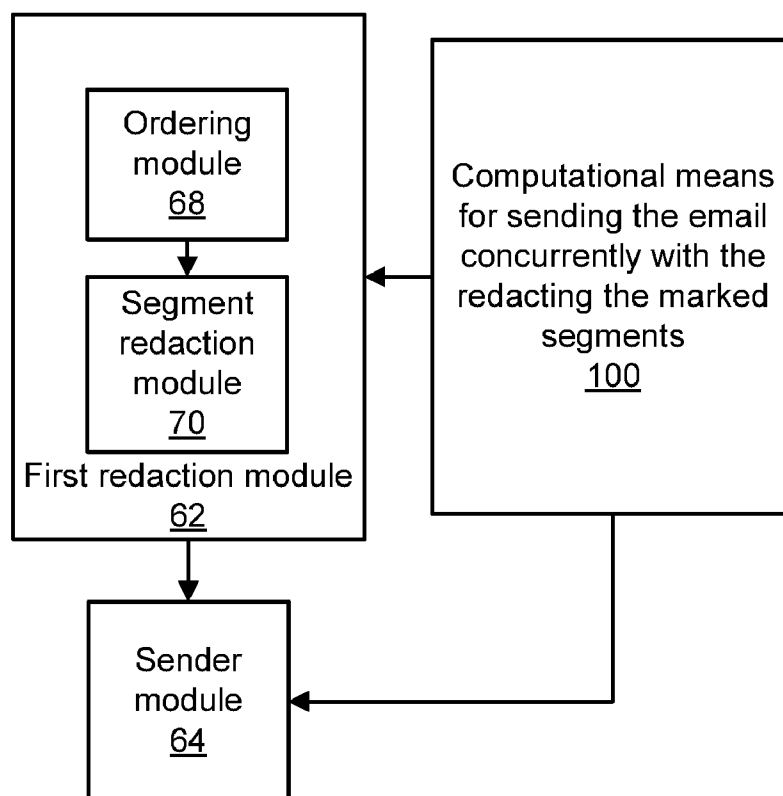 Ordering
module
68
Segment
redaction
module
70
First redaction module
62
Computational means
for sending the email
concurrently with the
redacting the marked
segments
100
Sender
module
64